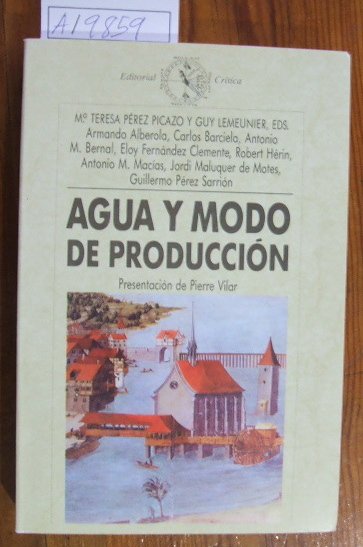 A19859
Editorial Crítica
Mª TERESA PÉREZ PICAZO Y GUY LEMEUNIER, EDS.
Armando Alberola, Carlos Barciela, Antonio
M. Bernal, Eloy Fernández Clemente, Robert Hérin,
Antonio M. Macías, Jordi Maluquer de Motes,
Guillermo Pérez Sarrión
AGUA Y MODO
DE PRODUCCIÓN
Presentación de Pierre Vilar